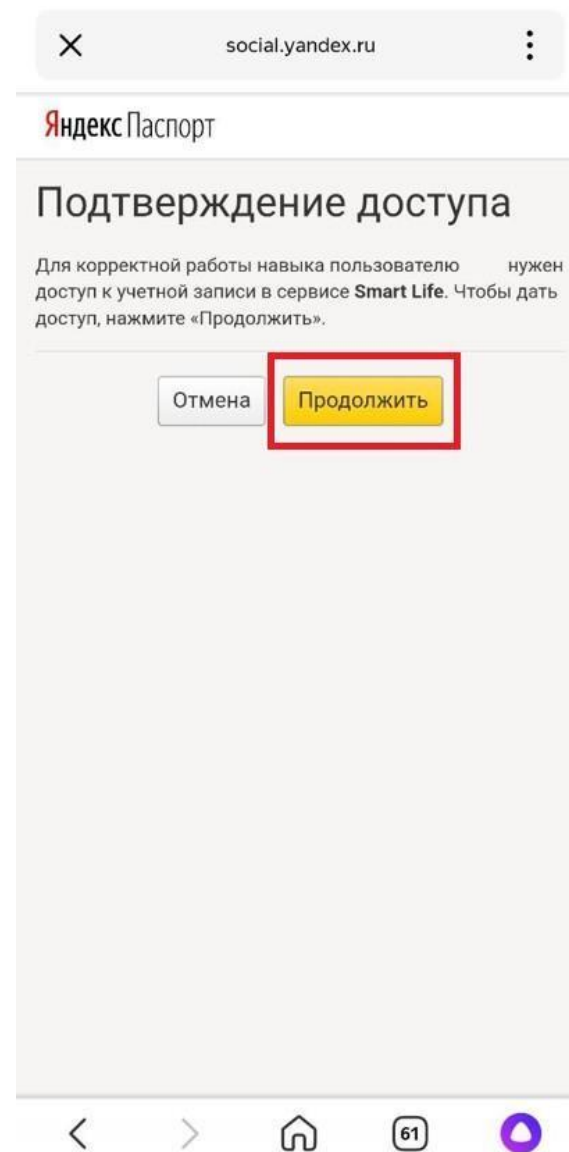 social.yandex.ru
Яндекс Паспорт
Подтверждение доступа
Для корректной работы навыка пользователю нужен
доступ к учетной записи в сервисе Smart Life. Чтобы дать
доступ, нажмите «Продолжить».
Отмена Продолжить
61